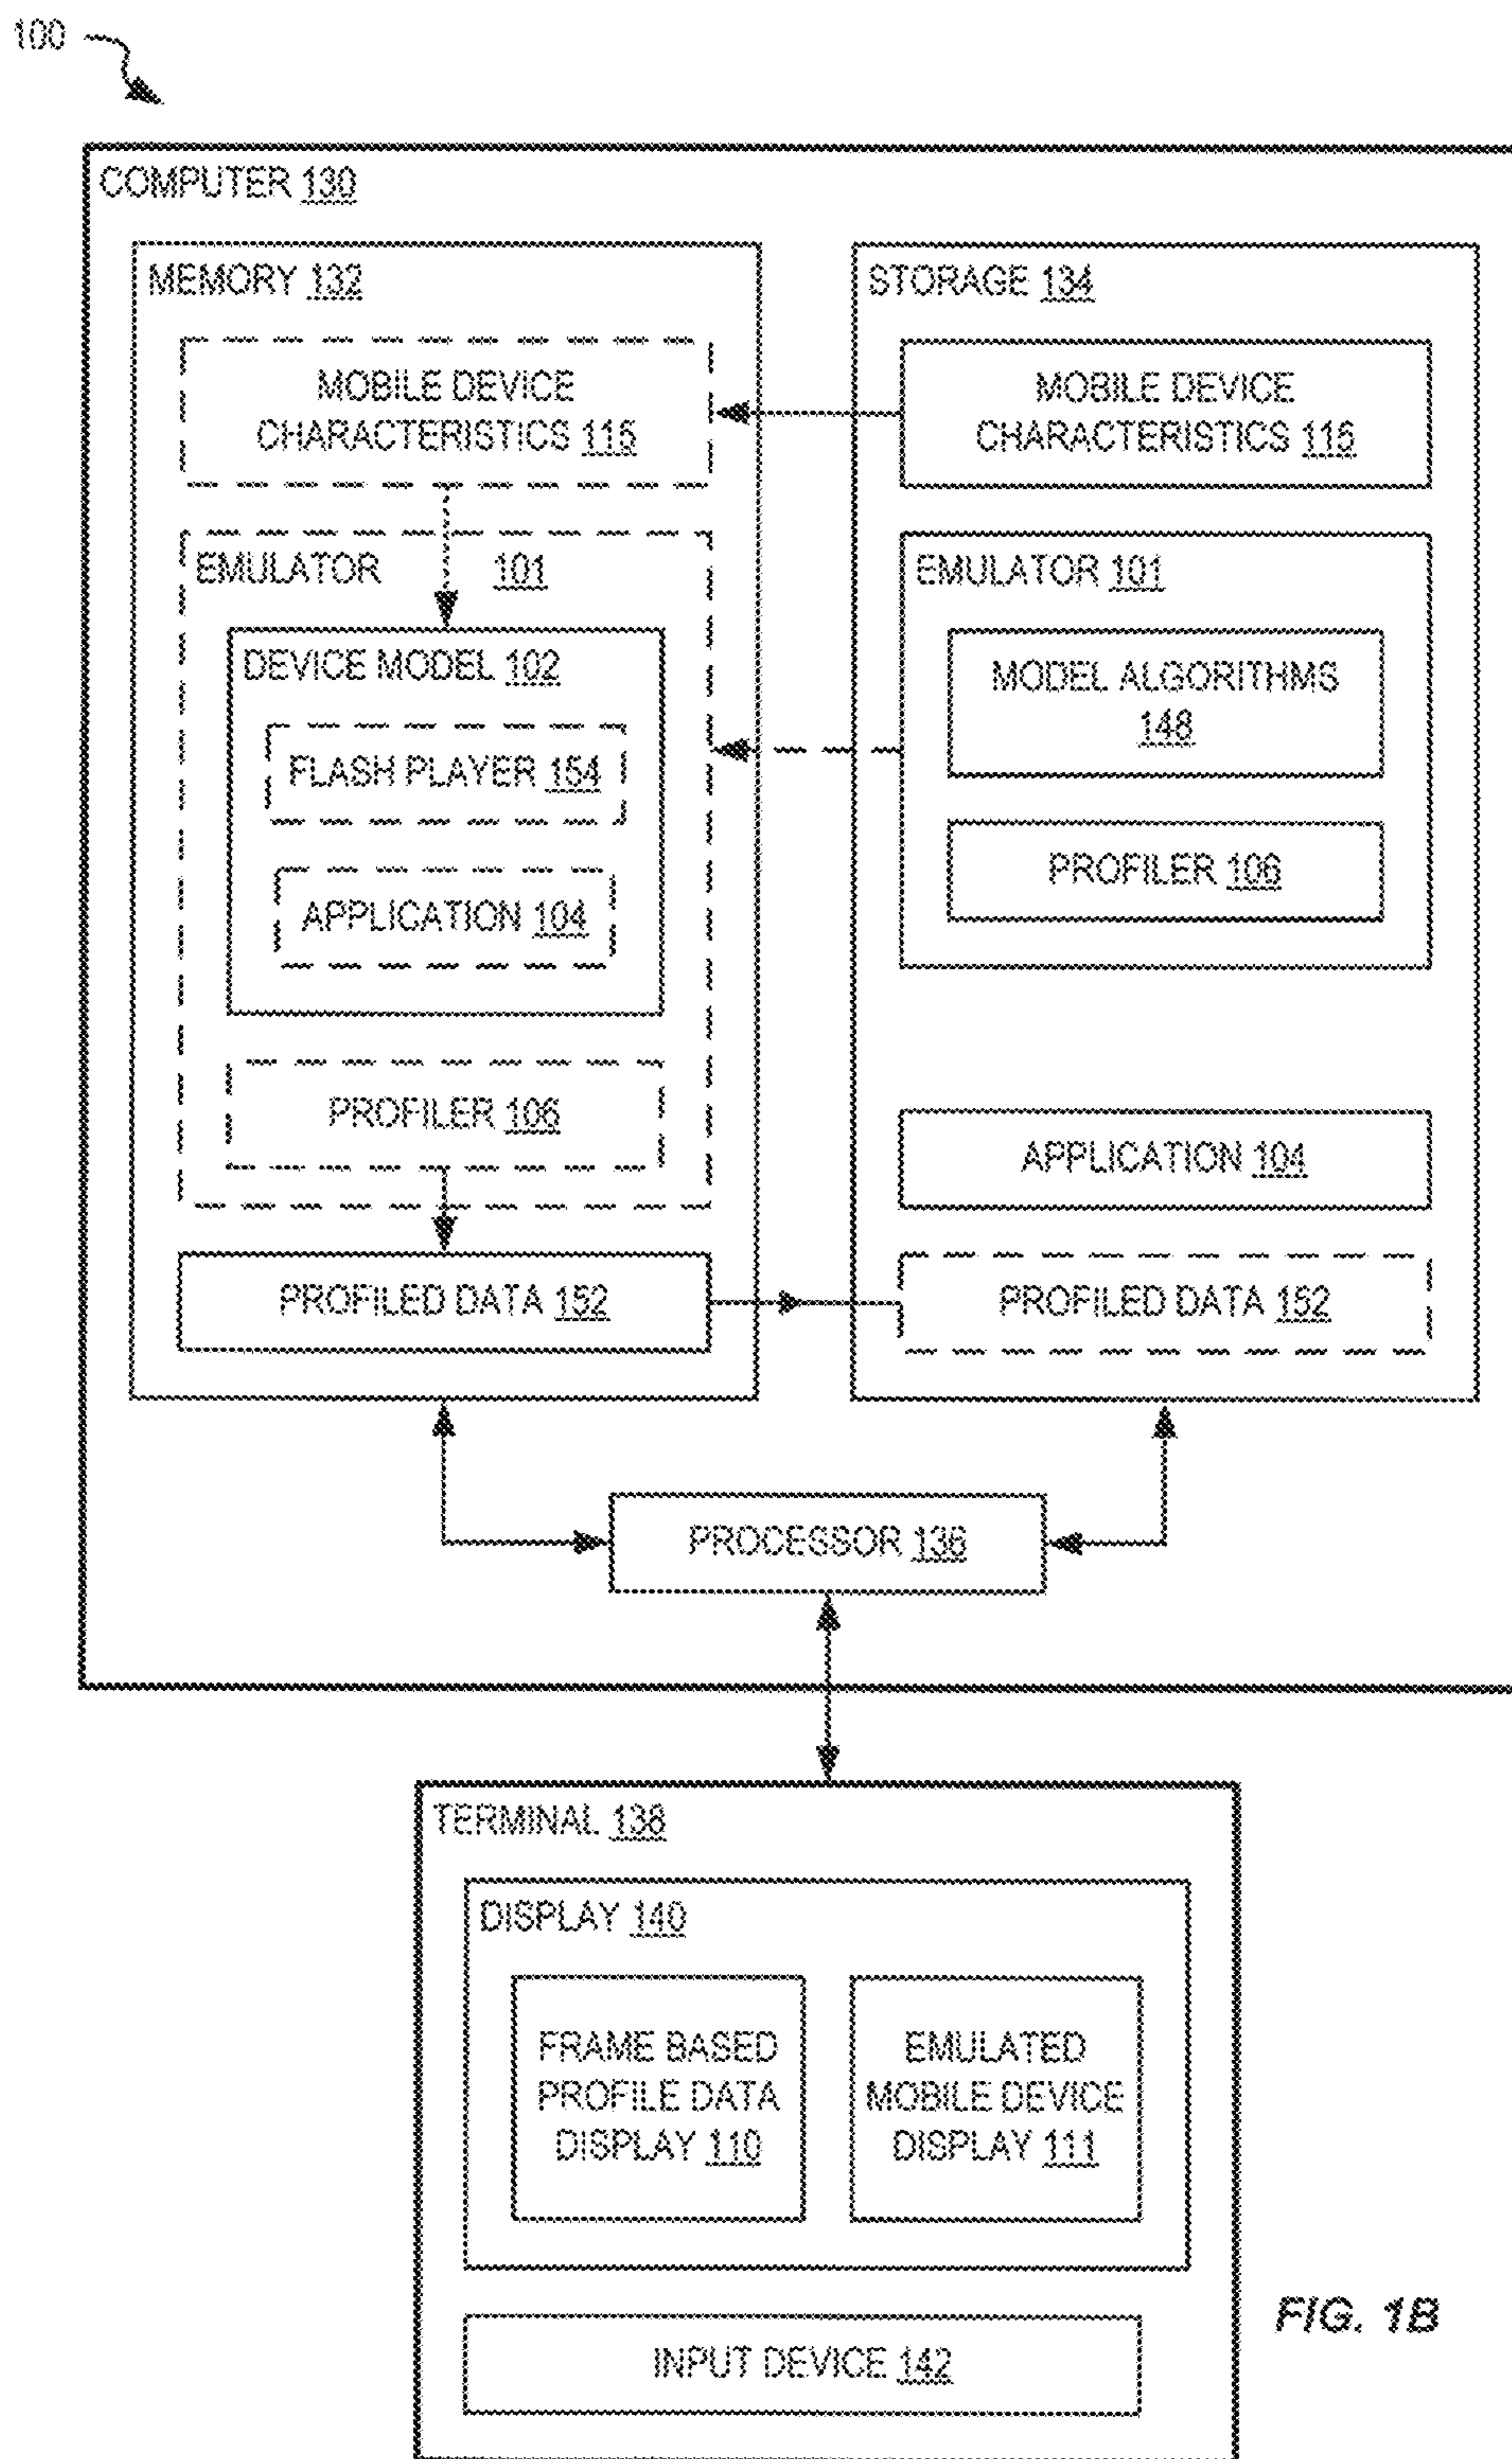 100
COMPUTER 130
MEMORY 132
MOBILE DEVICE
CHARACTERISTICS 115
EMULATOR 101
DEVICE MODEL 102
FLASH PLAYER 154
APPLICATION 104
PROFILER 106
PROFILED DATA 152
STORAGE 134
MOBILE DEVICE
CHARACTERISTICS 115
EMULATOR 101
MODEL ALGORITHMS
148
PROFILER 106
APPLICATION 104
PROFILED DATA 152
PROCESSOR 136
TERMINAL 138
DISPLAY 140
FRAME BASED
PROFILE DATA
DISPLAY 110
EMULATED
MOBILE DEVICE
DISPLAY 111
INPUT DEVICE 142
FIG. 1B